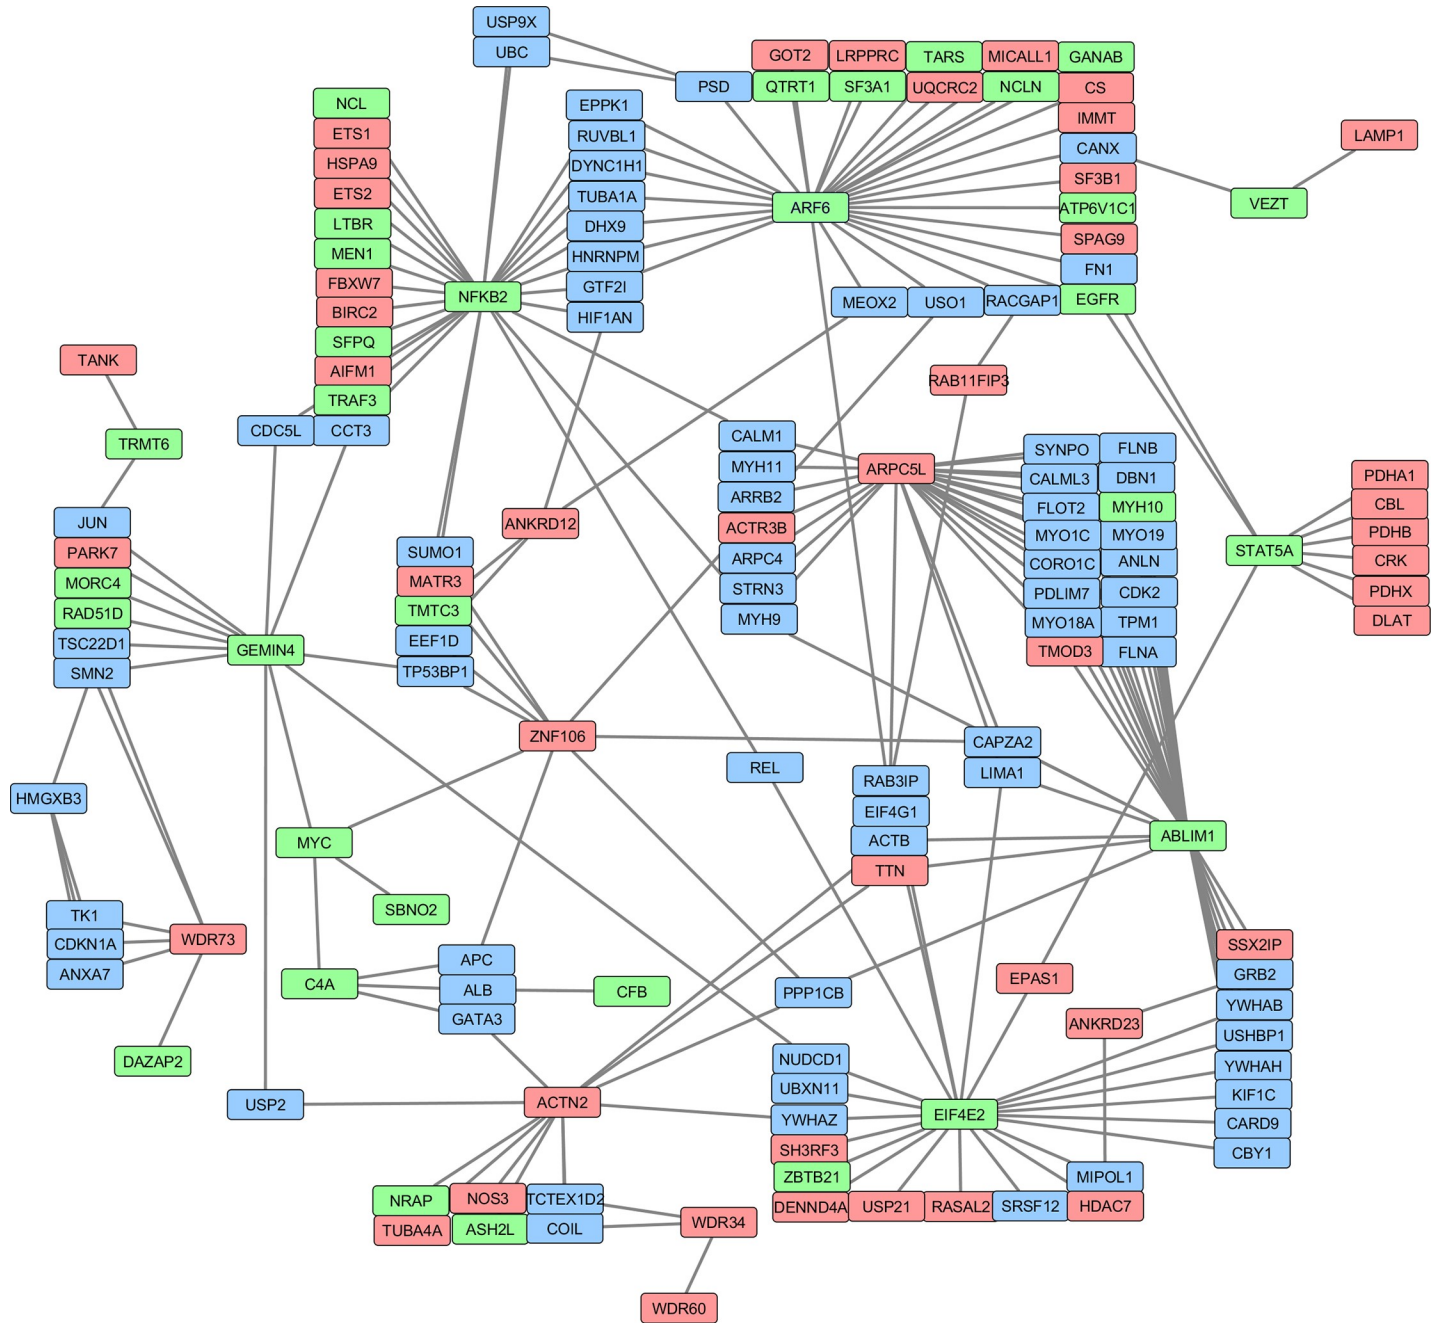 USP9X
UBC
PSD
GOT2
LRPPRC
TARS
MICALL1
GANAB
QTRT1
SF3A1
UQCRC2
NCLN
CS
IMMT
CANX
SF3B1
ATP6V1C1
SPAG9
FN1
EGFR
LAMP1
VEZT
NCL
ETS1
HSPA9
ETS2
LTBR
MEN1
FBXW7
BIRC2
SFPQ
AIFM1
TRAF3
CDC5L
CCT3
EPPK1
RUVBL1
DYNC1H1
TUBA1A
DHX9
HNRNPM
GTF2I
HIF1AN
ARF6
NFKB2
MEOX2
USO1
RACGAP1
RAB11FIP3
TANK
TRMT6
JUN
PARK7
MORC4
RAD51D
TSC22D1
SMN2
GEMIN4
ANKRD12
SUMO1
MATR3
TMTC3
EEF1D
TP53BP1
CALM1
MYH11
ARRB2
ACTR3B
ARPC4
STRN3
MYH9
ARPC5L
SYNPO
FLNB
CALML3
DBN1
FLOT2
MYH10
MYO1C
MYO19
CORO1C
ANLN
PDLIM7
CDK2
MYO18A
TPM1
TMOD3
FLNA
STAT5A
PDHA1
CBL
PDHB
CRK
PDHX
DLAT
ZNF106
REL
CAPZA2
LIMA1
RAB3IP
EIF4G1
ACTB
TTN
ABLIM1
HMGXB3
MYC
SBNO2
TK1
CDKN1A
ANXA7
WDR73
DAZAP2
C4A
APC
ALB
GATA3
CFB
PPP1CB
EPAS1
ANKRD23
SSX2IP
GRB2
YWHAB
USHBP1
YWHAH
KIF1C
CARD9
CBY1
USP2
ACTN2
NUDCD1
UBXN11
YWHAZ
SH3RF3
ZBTB21
DENND4A
USP21
RASAL2
SRSF12
HDAC7
MIPOL1
EIF4E2
NRAP
NOS3
TCTEX1D2
TUBA4A
ASH2L
COIL
WDR34
WDR60